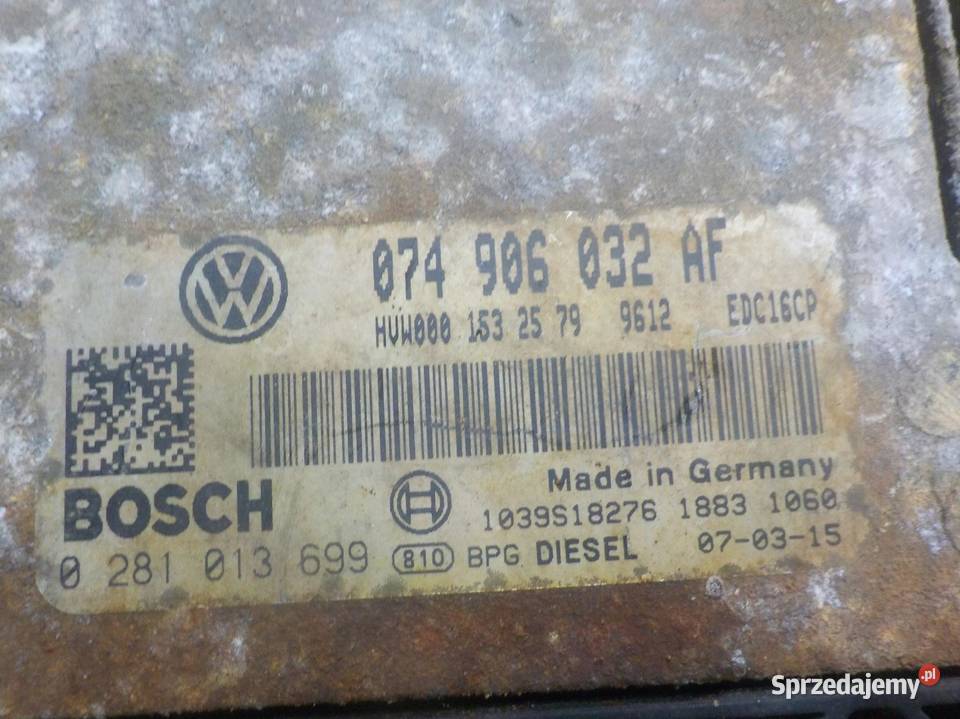 074 906 032 AF
HVW000 153 25 79 9612 EDC16CP
Made in Germany
BOSCH
1039S18276 1883 1060
0 281 013 699 810 BPG DIESEL 07-03-15
Sprzedajemy.pl